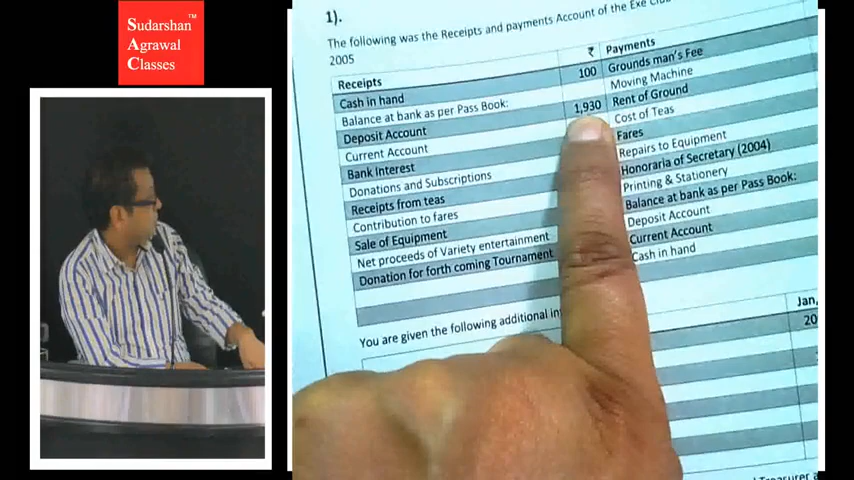 Sudarshan™
Agrawal
Classes
1).
The following was the Receipts and payments Account of the Exe
2005
Receipts ₹ Payments
Cash in hand 100 Grounds man's Fee
Balance at bank as per Pass Book: Moving Machine
Deposit Account 1,930 Rent of Ground
Current Account Cost of Teas
Bank Interest Fares
Donations and Subscriptions Repairs to Equipment
Receipts from teas Honoraria of Secretary (2004)
Contribution to fares Printing & Stationery
Sale of Equipment Balance at bank as per Pass Book:
Net proceeds of Variety entertainment Deposit Account
Donation for forth coming Tournament Current Account
Cash in hand
You are given the following additional
Jan,